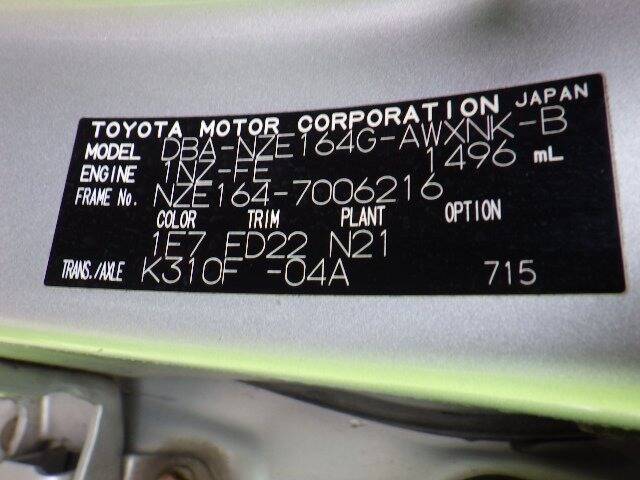 TOYOTA MOTOR CORPORATION JAPAN
MODEL DBA-NZE164G-AWXNK-B
ENGINE 1NZ-FE 1496 mL
FRAME No. NZE164-7006216
COLOR TRIM PLANT OPTION
1E7 FD22 N21
TRANS./AXLE K310F -04A 715